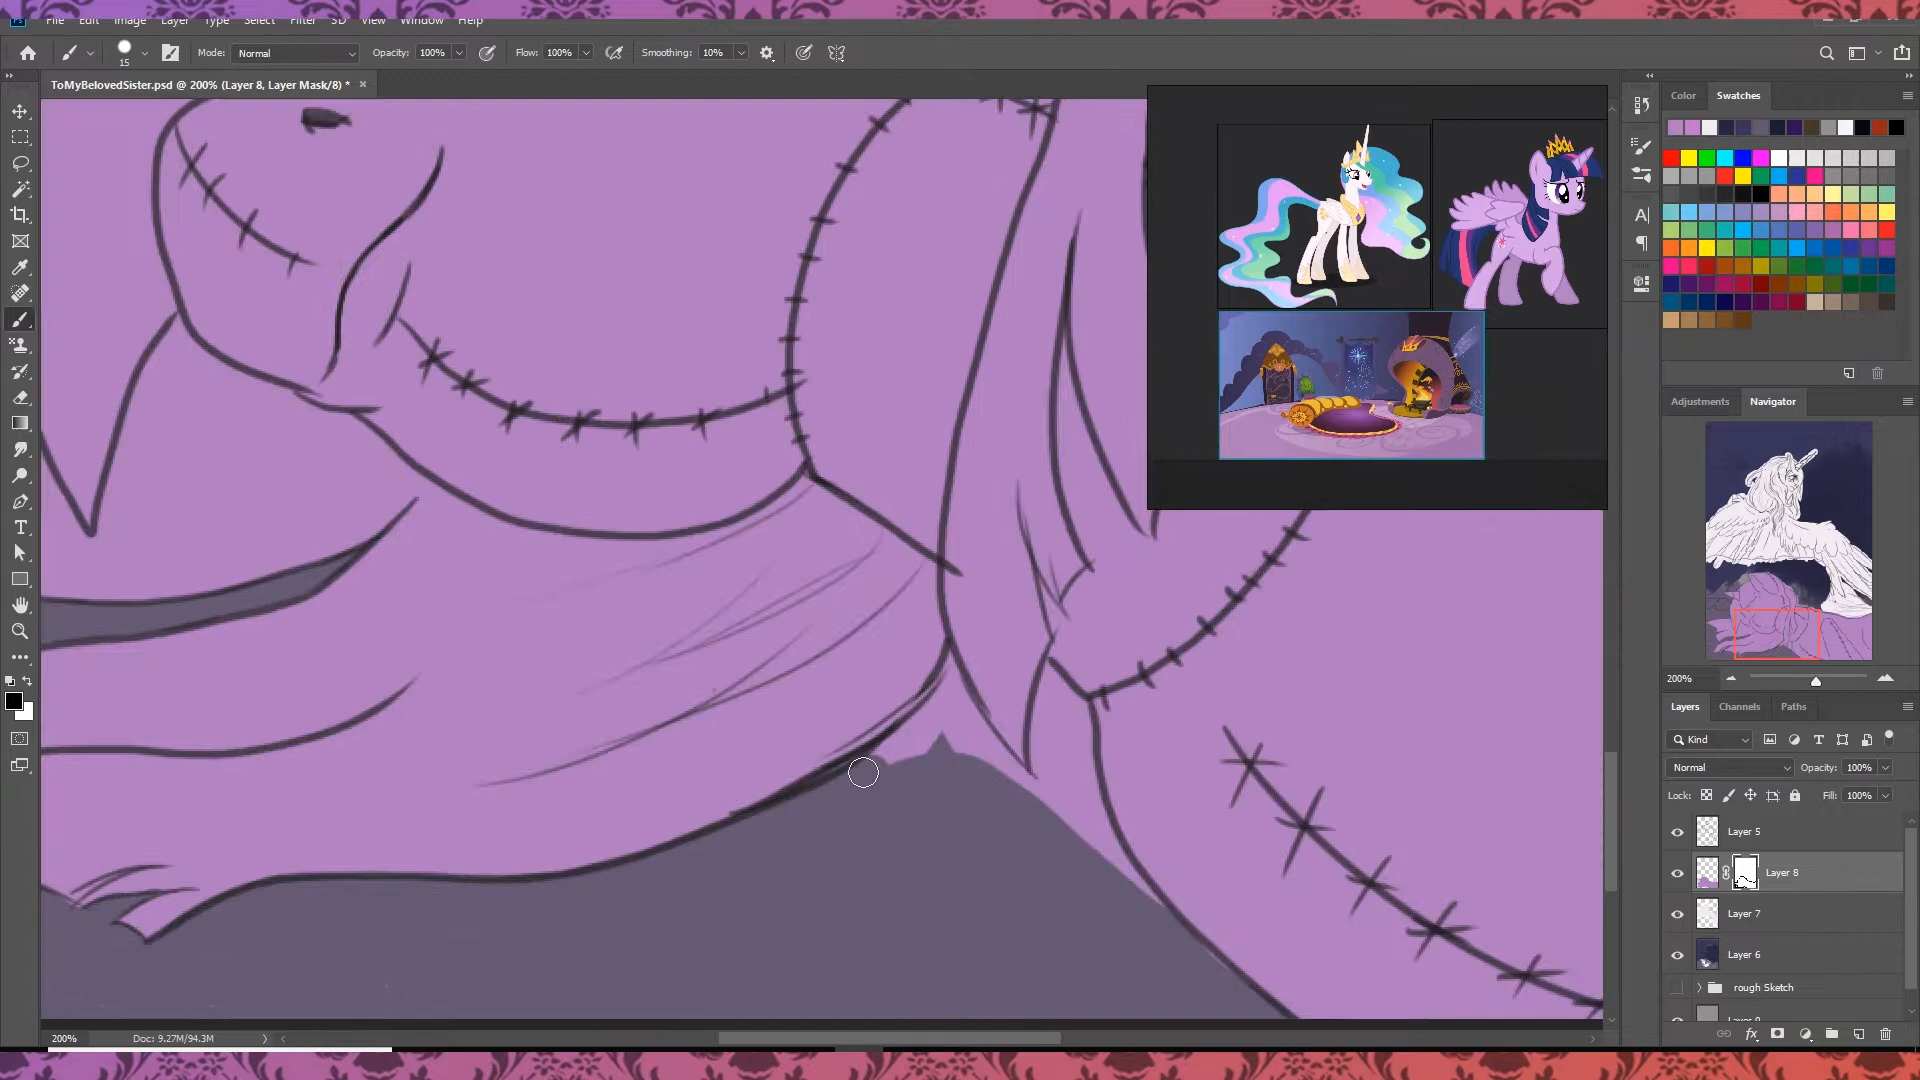 Ps File Edit Image Layer Type Select Filter 3D View Window Help
15 Mode: Normal Opacity: 100% Flow: 100% Smoothing: 10%
ToMyBelovedSister.psd @ 200% (Layer 8, Layer Mask/8) *
Color Swatches
Adjustments Navigator
200%
Layers Channels Paths
Kind
Normal Opacity: 100%
Lock: Fill: 100%
Layer 5
Layer 8
Layer 7
Layer 6
rough Sketch
200% Doc: 9.27M/94.3M